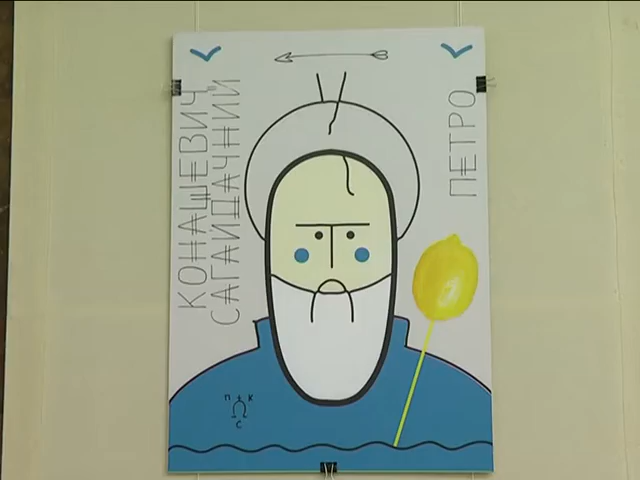 КОНАШЕВИЧ
САГАЙДАЧНИЙ
ПЕТРО
П К
С